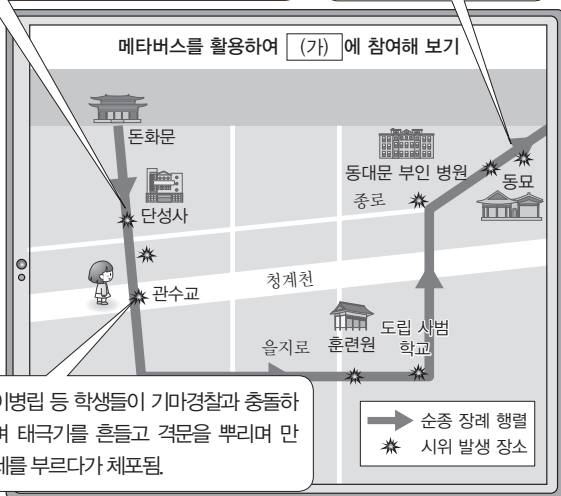 메타버스를 활용하여 (가) 에 참여해 보기
돈화문
단성사
동대문 부인 병원
종로
동묘
관수교
청계천
을지로
훈련원
도립 사범
학교
이병립 등 학생들이 기마경찰과 충돌하
며 태극기를 흔들고 격문을 뿌리며 만
세를 부르다가 체포됨.
순종 장례 행렬
시위 발생 장소